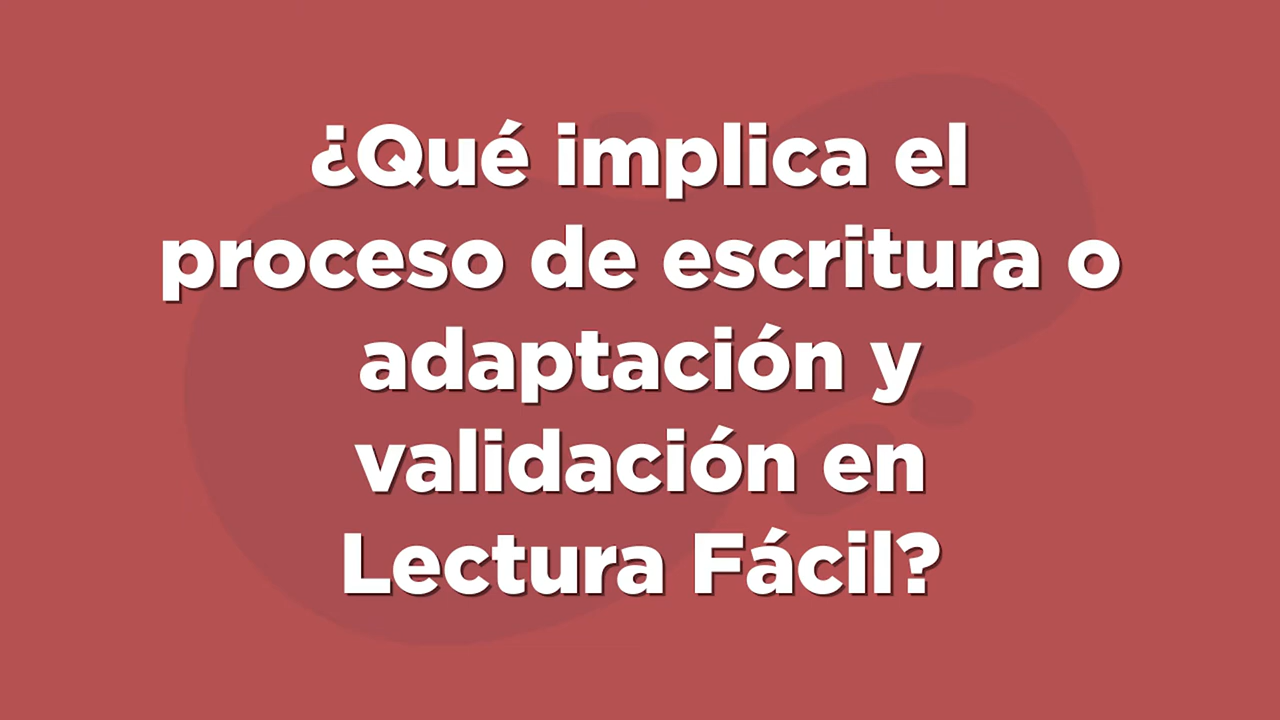 ¿Qué implica el
proceso de escritura o
adaptación y
validación en
Lectura Fácil?